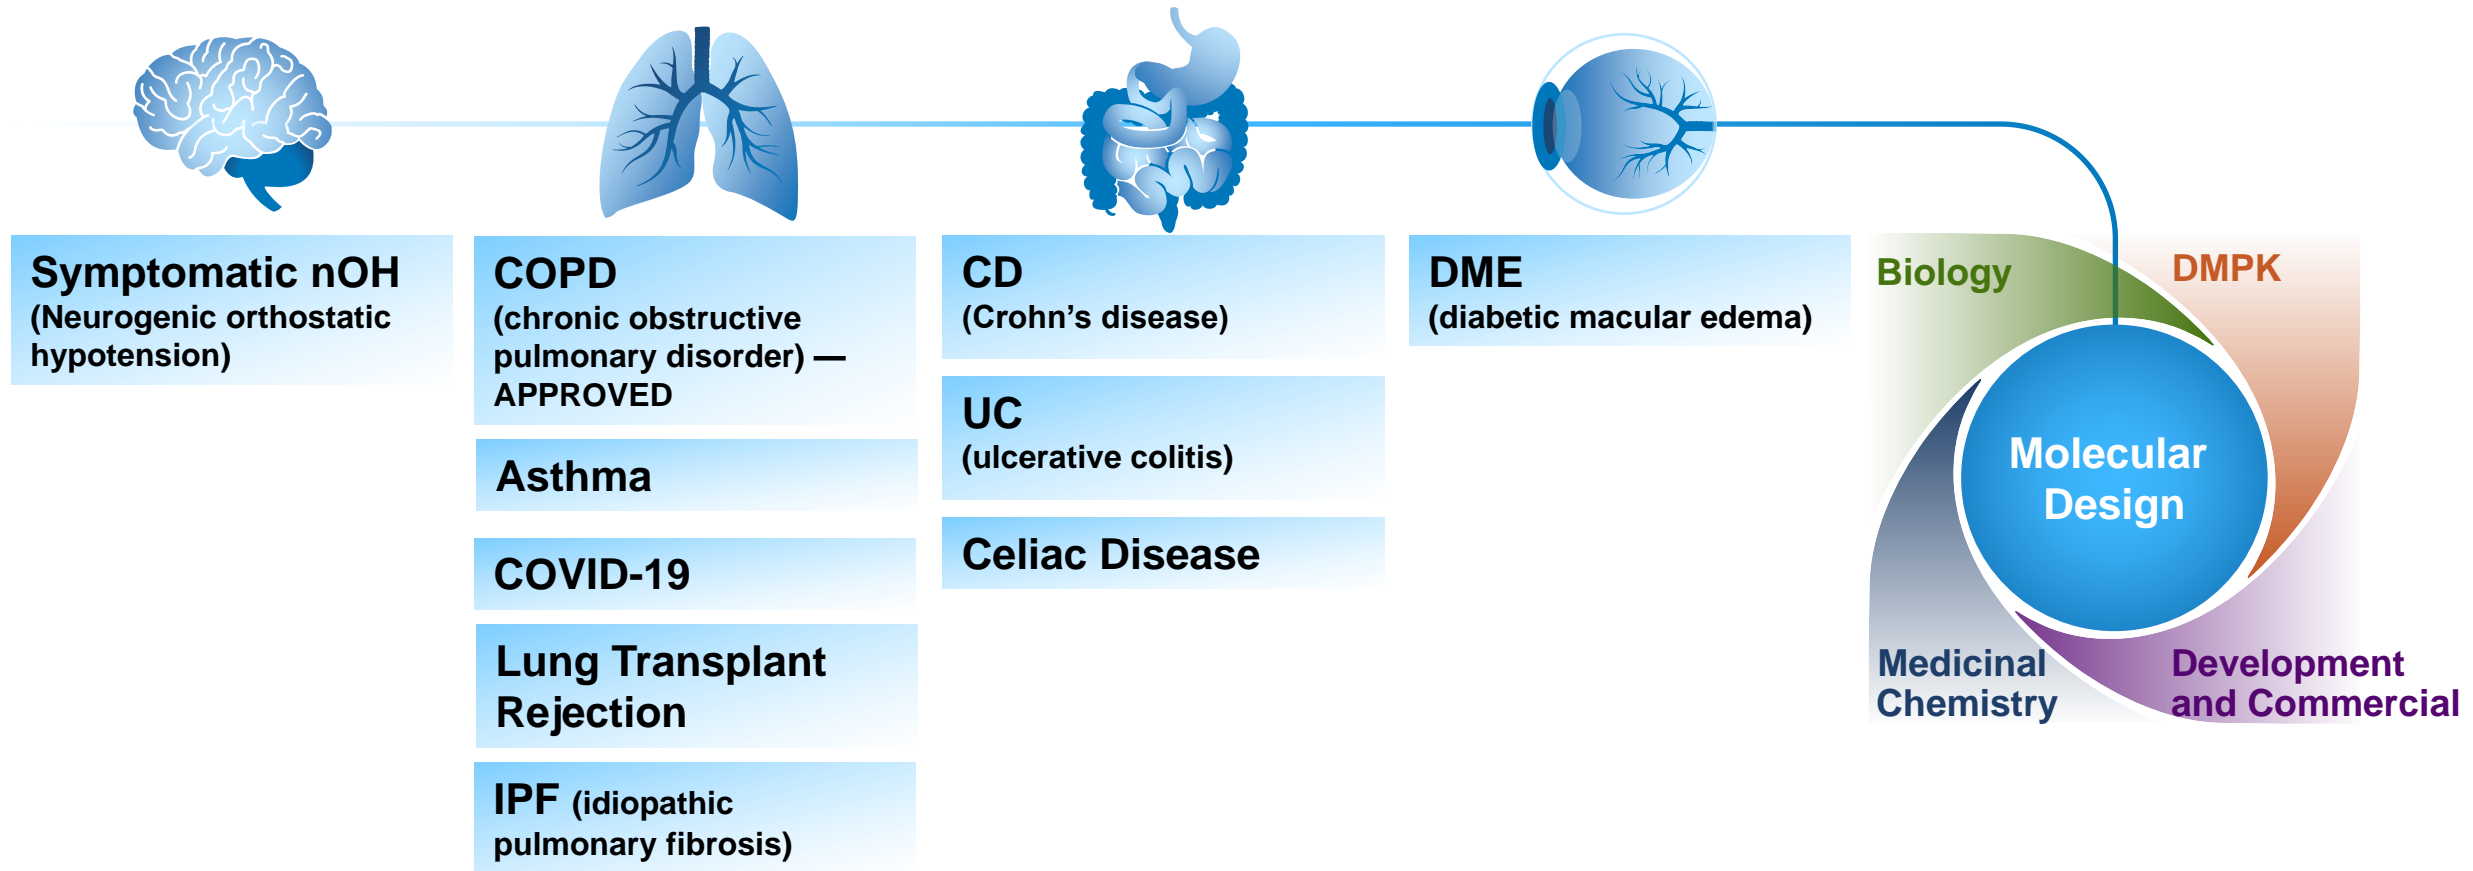 Symptomatic nOH
(Neurogenic orthostatic
hypotension)
COPD
(chronic obstructive
pulmonary disorder) —
APPROVED
Asthma
COVID-19
Lung Transplant
Rejection
IPF (idiopathic
pulmonary fibrosis)
CD
(Crohn’s disease)
UC
(ulcerative colitis)
Celiac Disease
DME
(diabetic macular edema)
Biology
DMPK
Molecular
Design
Medicinal
Chemistry
Development
and Commercial